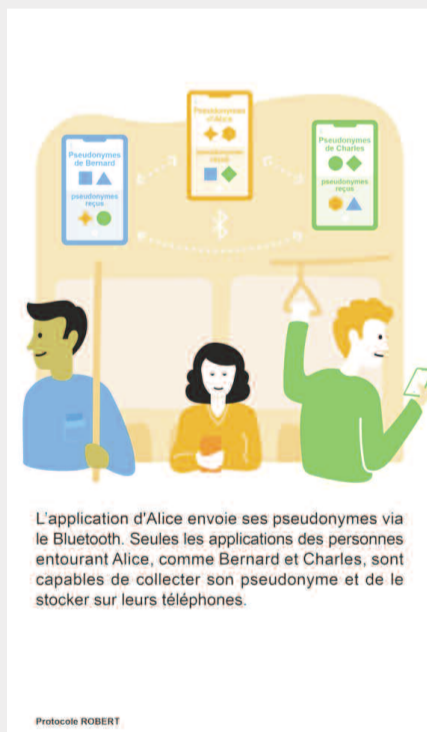 Pseudonymes
d'Alice
Pseudonymes
de Bernard
pseudonymes
reçus
Pseudonymes
de Charles
pseudonymes
reçus
L'application d'Alice envoie ses pseudonymes via
le Bluetooth. Seules les applications des personnes
entourant Alice, comme Bernard et Charles, sont
capables de collecter son pseudonyme et de le
stocker sur leurs téléphones.
Protocole ROBERT